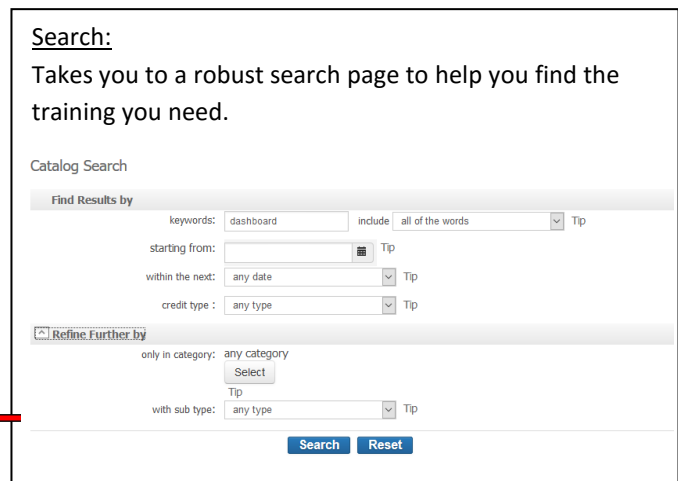 Search:
Takes you to a robust search page to help you find the
training you need.
Catalog Search
Find Results by
keywords: dashboard include all of the words Tip
starting from: Tip
within the next: any date Tip
credit type : any type Tip
Refine Further by
only in category: any category
Select
Tip
with sub type: any type Tip
Search Reset